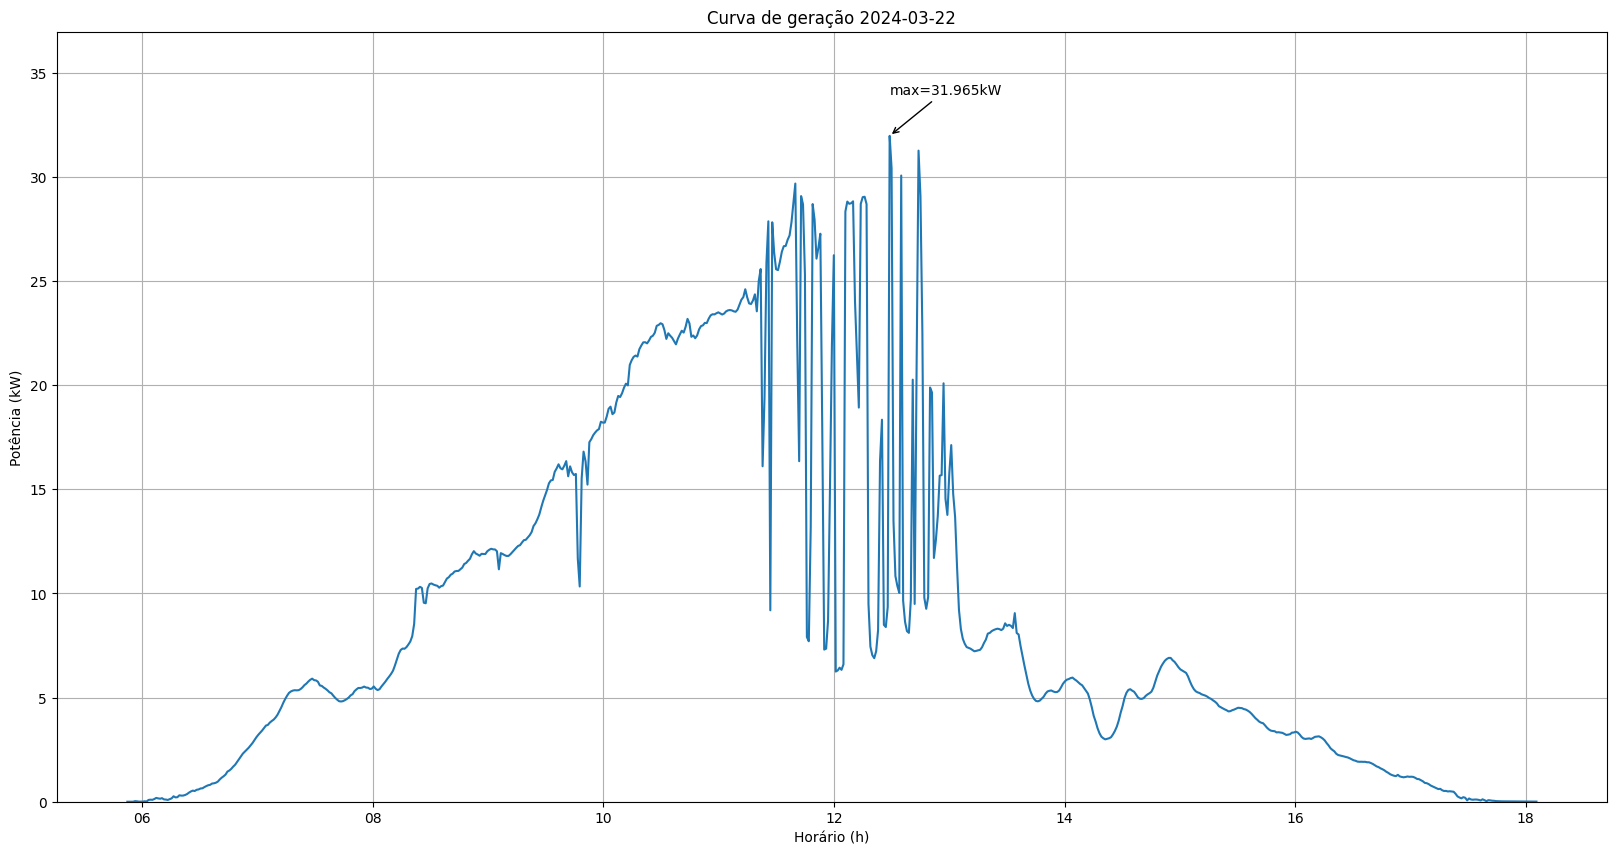 Curva de geração 2024-03-22
max=31.965kW
Potência (kW)
35
30
25
20
15
10
5
0
06 08 10 12 14 16 18
Horário (h)